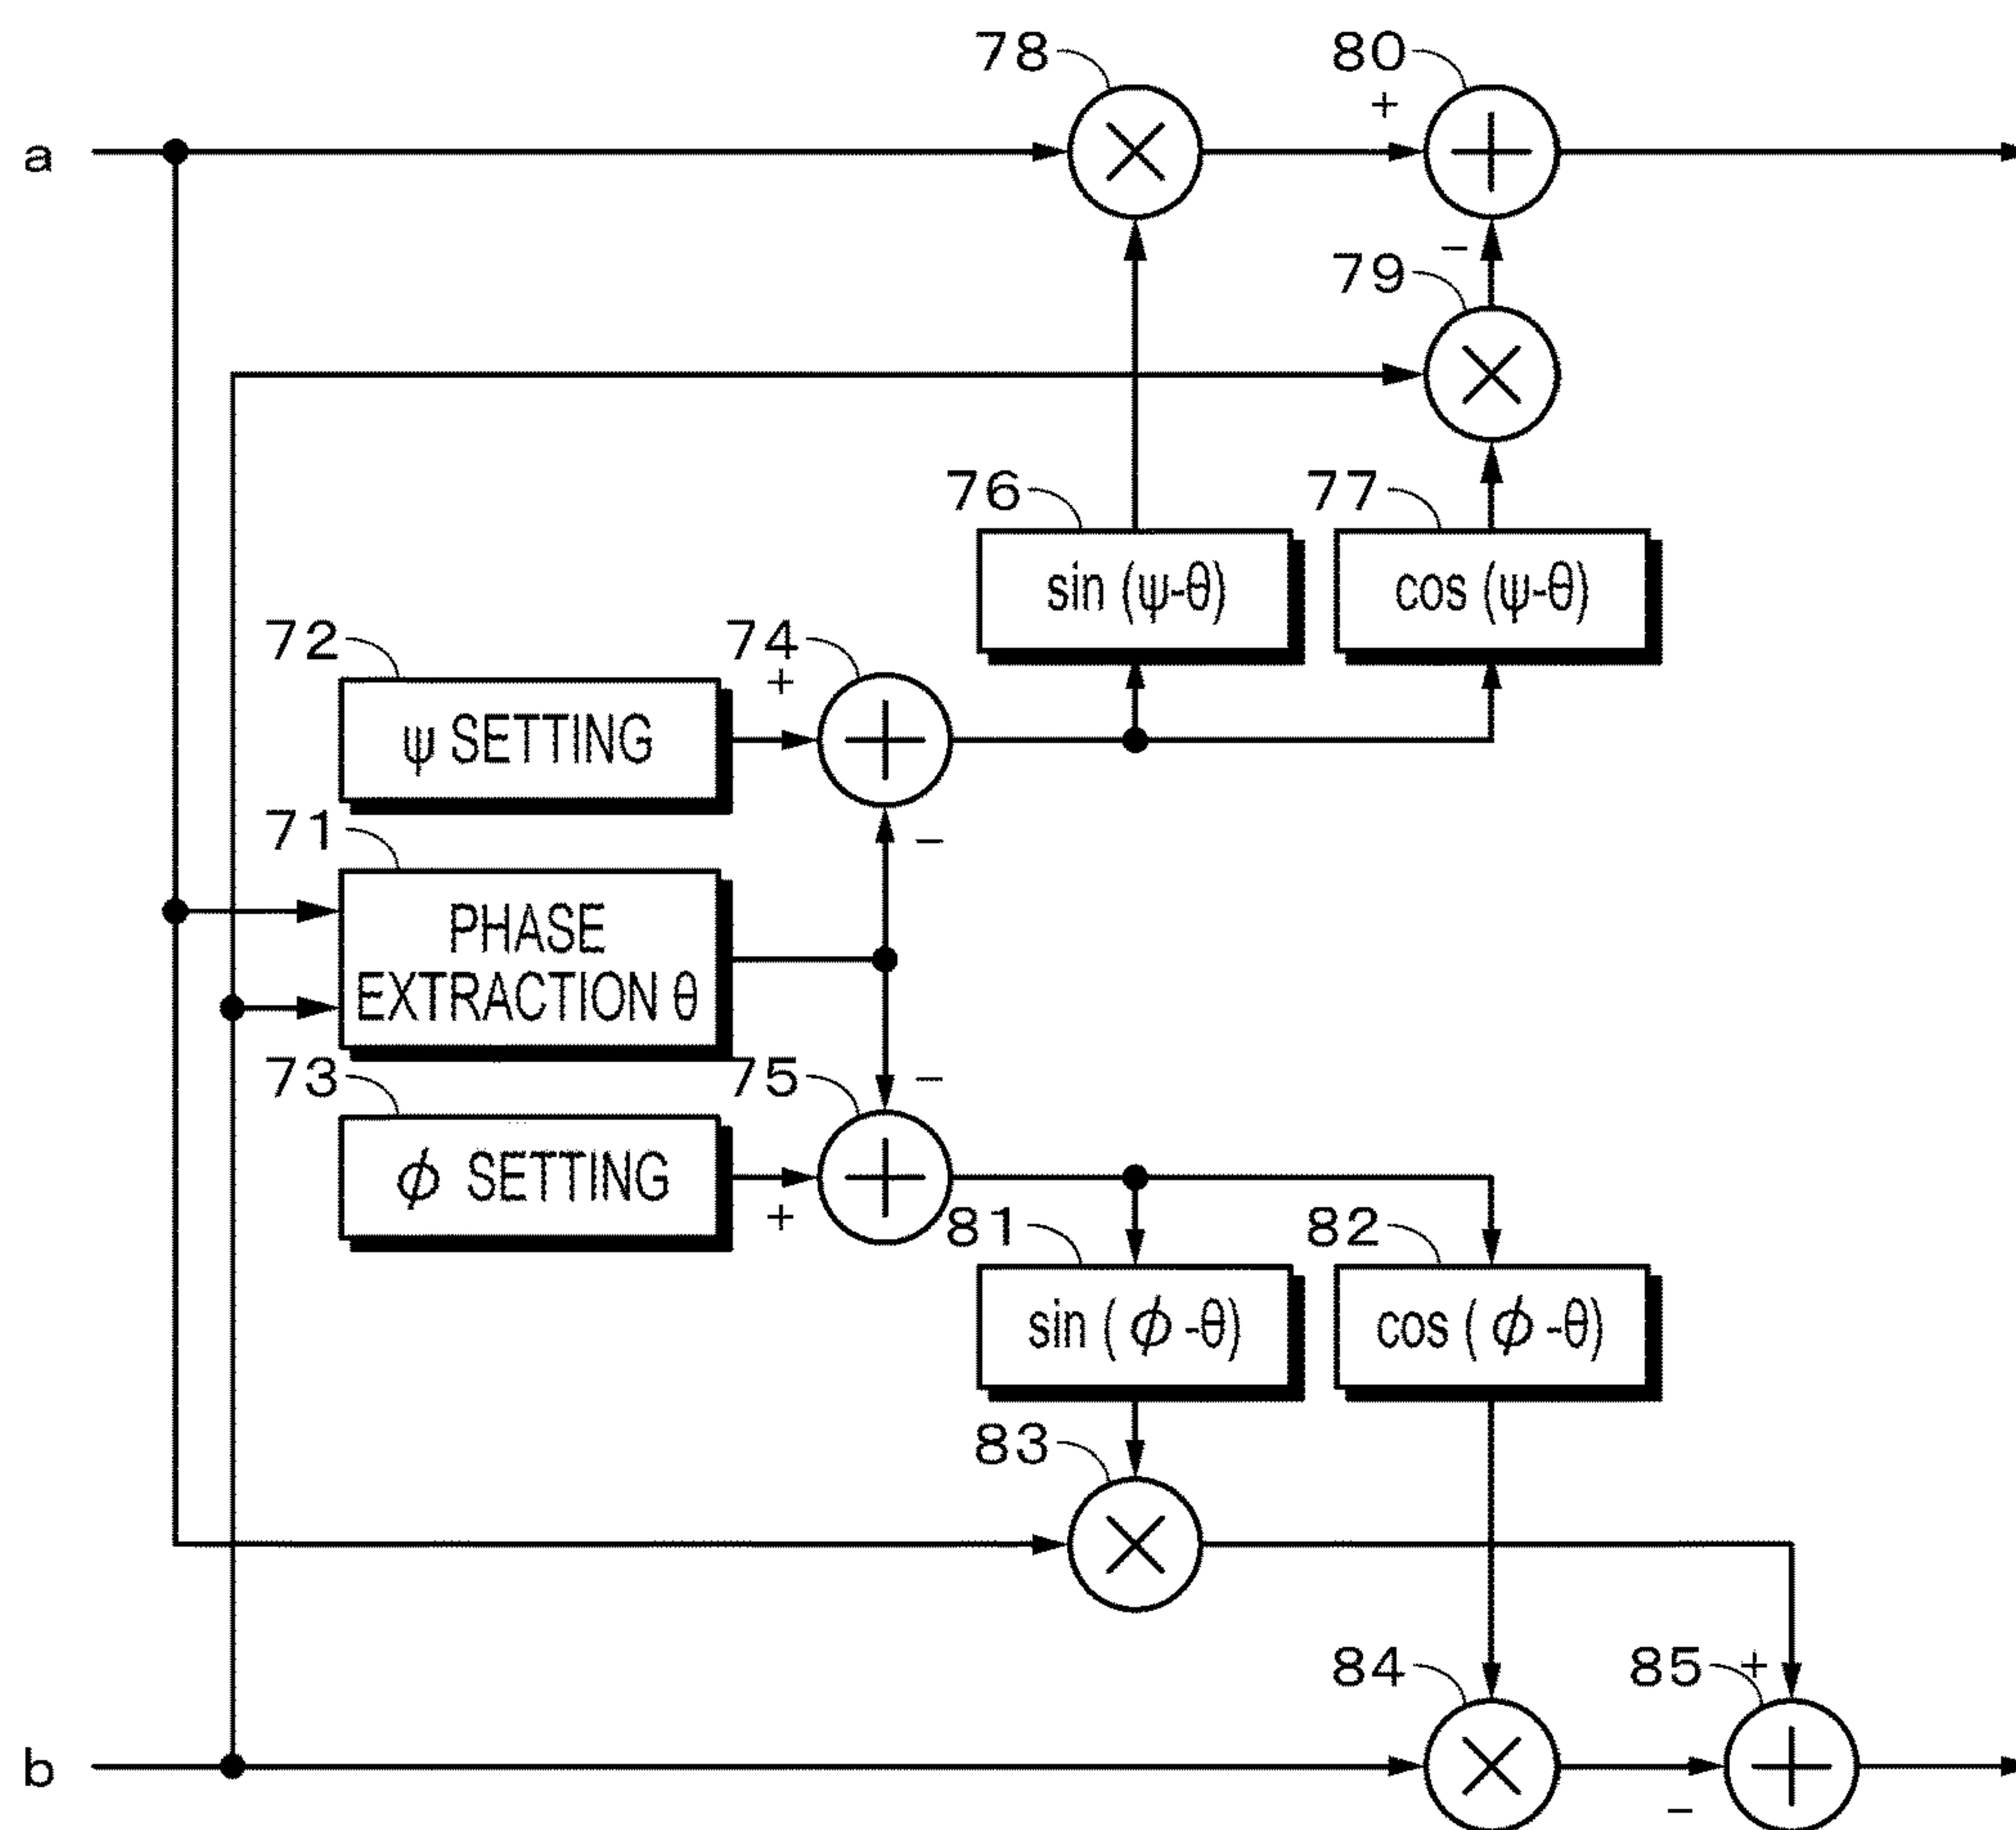 78 80
+
a
-
79
76 77
sin (ψ-θ) cos (ψ-θ)
72 74
+
ψ SETTING
71
-
PHASE
EXTRACTION θ
73 75 -
ϕ SETTING
+
81 82
sin ( ϕ -θ) cos ( ϕ -θ)
83
84 85 +
b
-